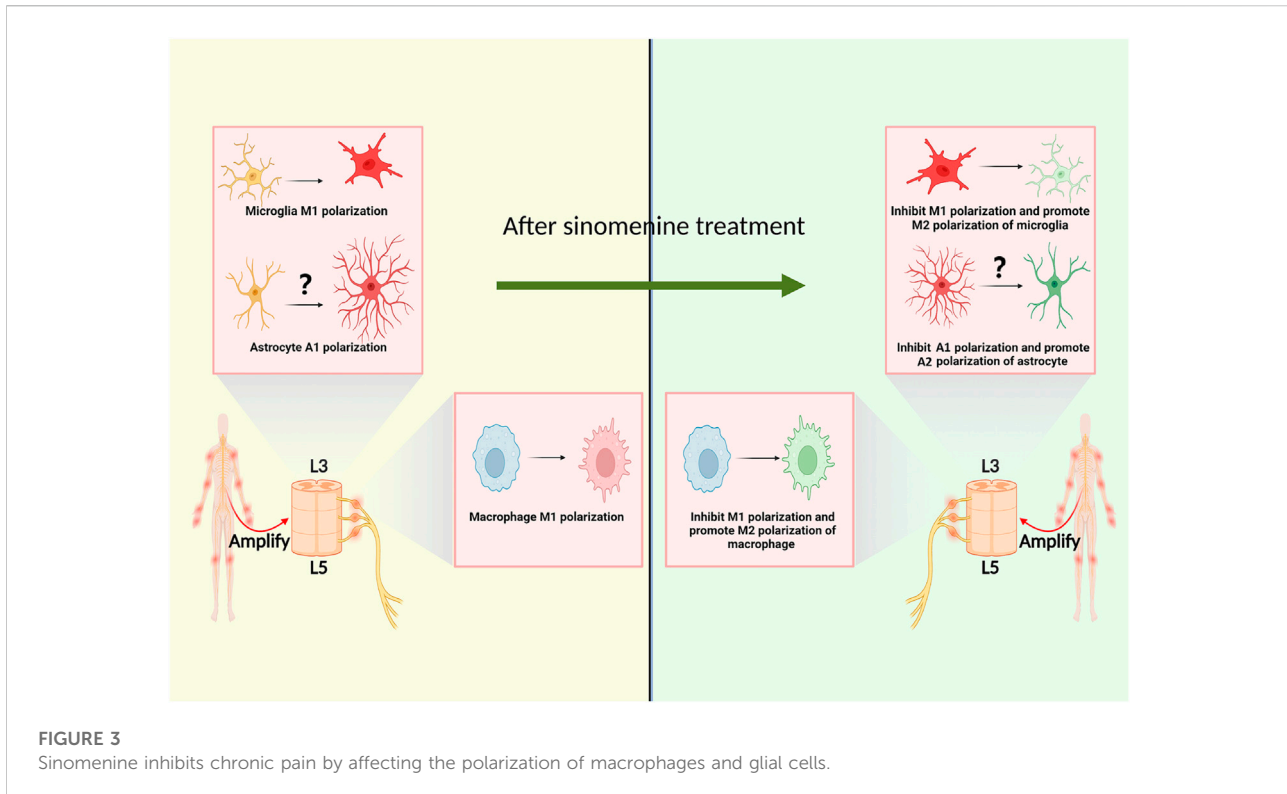 Microglia M1 polarization
?
Astrocyte A1 polarization
L3
Amplify
L5
Macrophage M1 polarization
After sinomenine treatment
Inhibit M1 polarization and promote
M2 polarization of microglia
?
Inhibit A1 polarization and promote
A2 polarization of astrocyte
Inhibit M1 polarization and
promote M2 polarization of
macrophage
L3
Amplify
L5
FIGURE 3
Sinomenine inhibits chronic pain by affecting the polarization of macrophages and glial cells.